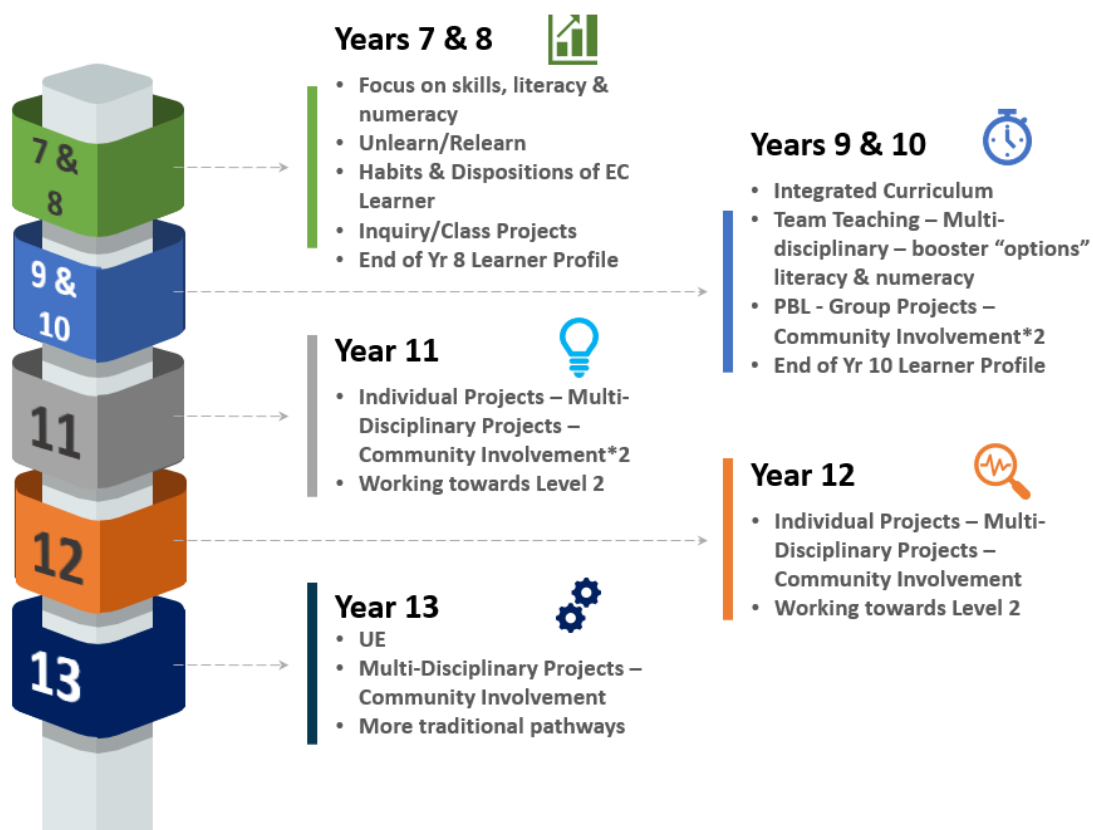 7 &
8
9 &
10
11
12
13
Years 7 & 8
• Focus on skills, literacy &
numeracy
• Unlearn/Relearn
• Habits & Dispositions of EC
Learner
• Inquiry/Class Projects
• End of Yr 8 Learner Profile
Years 9 & 10
• Integrated Curriculum
• Team Teaching – Multi-
disciplinary – booster “options”
literacy & numeracy
• PBL - Group Projects –
Community Involvement*2
• End of Yr 10 Learner Profile
Year 11
• Individual Projects – Multi-
Disciplinary Projects –
Community Involvement*2
• Working towards Level 2
Year 12
• Individual Projects – Multi-
Disciplinary Projects –
Community Involvement
• Working towards Level 2
Year 13
• UE
• Multi-Disciplinary Projects –
Community Involvement
• More traditional pathways